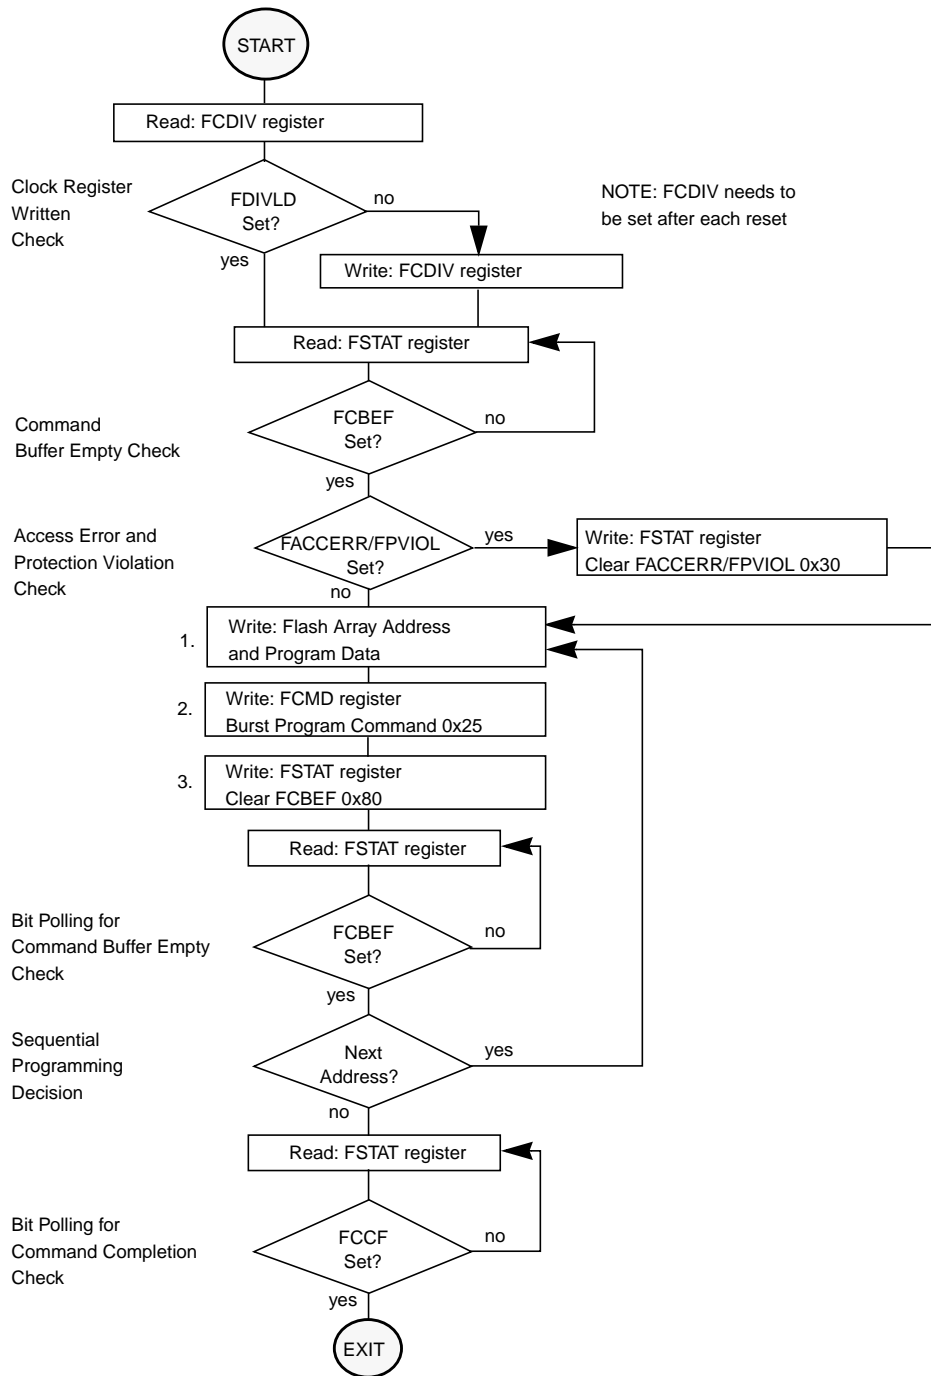 START
Read: FCDIV register
Clock Register
Written
Check
FDIVLD
Set?
no
yes
NOTE: FCDIV needs to
be set after each reset
Write: FCDIV register
Read: FSTAT register
Command
Buffer Empty Check
FCBEF
Set?
no
yes
Access Error and
Protection Violation
Check
FACCERR/FPVIOL
Set?
yes
no
Write: FSTAT register
Clear FACCERR/FPVIOL 0x30
1.
Write: Flash Array Address
and Program Data
2.
Write: FCMD register
Burst Program Command 0x25
3.
Write: FSTAT register
Clear FCBEF 0x80
Read: FSTAT register
Bit Polling for
Command Buffer Empty
Check
FCBEF
Set?
no
yes
Sequential
Programming
Decision
Next
Address?
yes
no
Read: FSTAT register
Bit Polling for
Command Completion
Check
FCCF
Set?
no
yes
EXIT